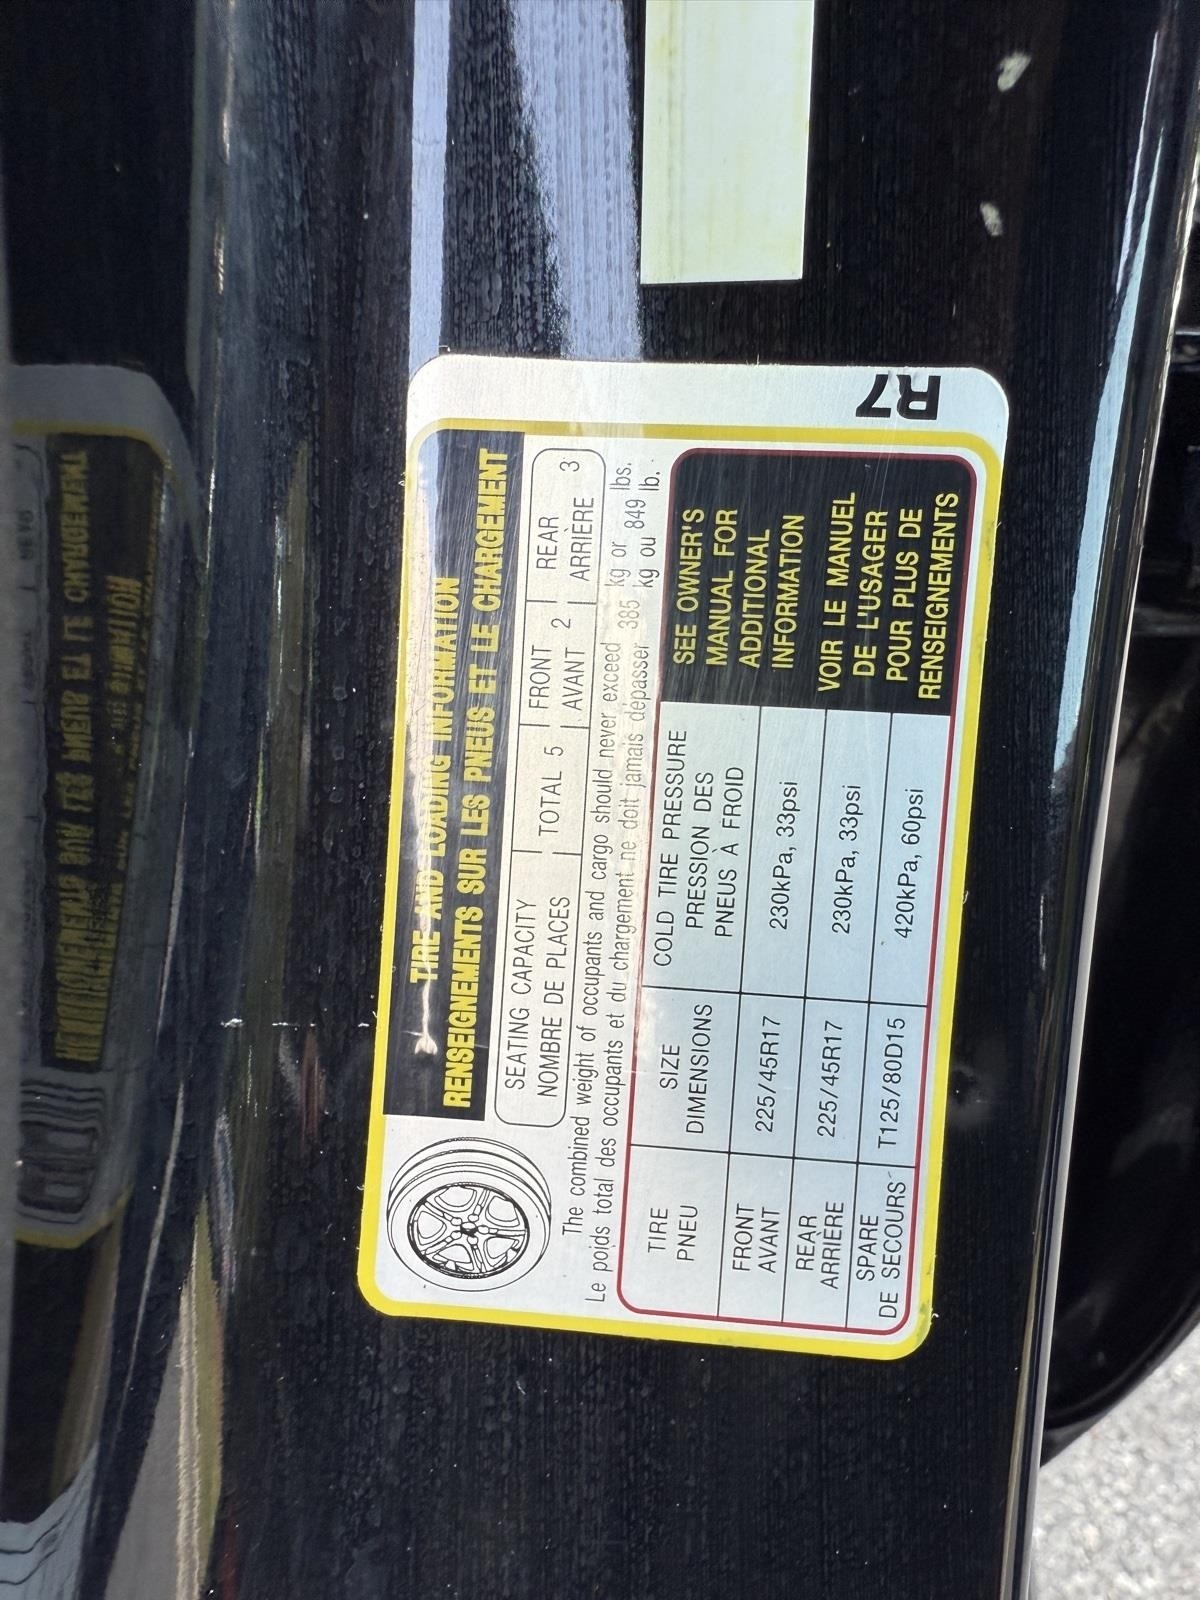 TIRE AND LOADING INFORMATION
RENSEIGNEMENTS SUR LES PNEUS ET LE CHARGEMENT
SEATING CAPACITY
NOMBRE DE PLACES
TOTAL 5
FRONT
AVANT 2
REAR
ARRIÈRE 3
The combined weight of occupants and cargo should never exceed 385 kg or 849 lbs.
Le poids total des occupants et du chargement ne doit jamais dépasser 385 kg ou 849 lb.
TIRE
PNEU
SIZE
DIMENSIONS
COLD TIRE PRESSURE
PRESSION DES
PNEUS À FROID
FRONT
AVANT
225/45R17
230kPa, 33psi
REAR
ARRIÈRE
225/45R17
230kPa, 33psi
SPARE
DE SECOURS
T125/80D15
420kPa, 60psi
SEE OWNER'S
MANUAL FOR
ADDITIONAL
INFORMATION
VOIR LE MANUEL
DE L'USAGER
POUR PLUS DE
RENSEIGNEMENTS
R7